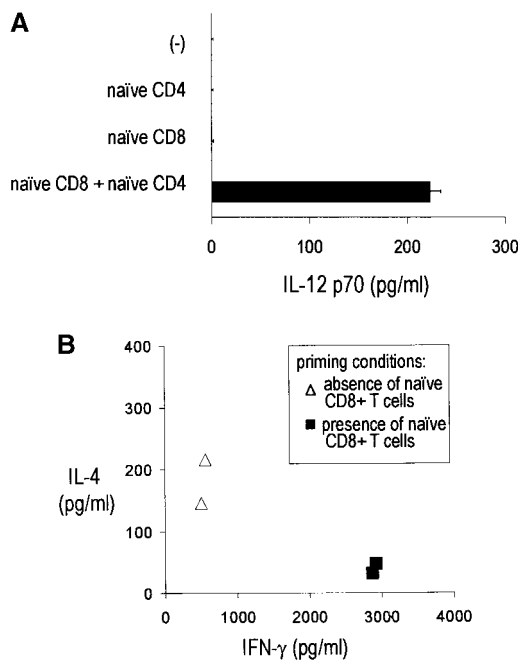 A
(-)
naïve CD4
naïve CD8
naïve CD8 + naïve CD4
0
100
200
300
IL-12 p70 (pg/ml)
B
400
300
200
100
0
IL-4
(pg/ml)
priming conditions:
△ absence of naïve
CD8+ T cells
■ presence of naïve
CD8+ T cells
0
1000
2000
3000
4000
IFN-γ (pg/ml)